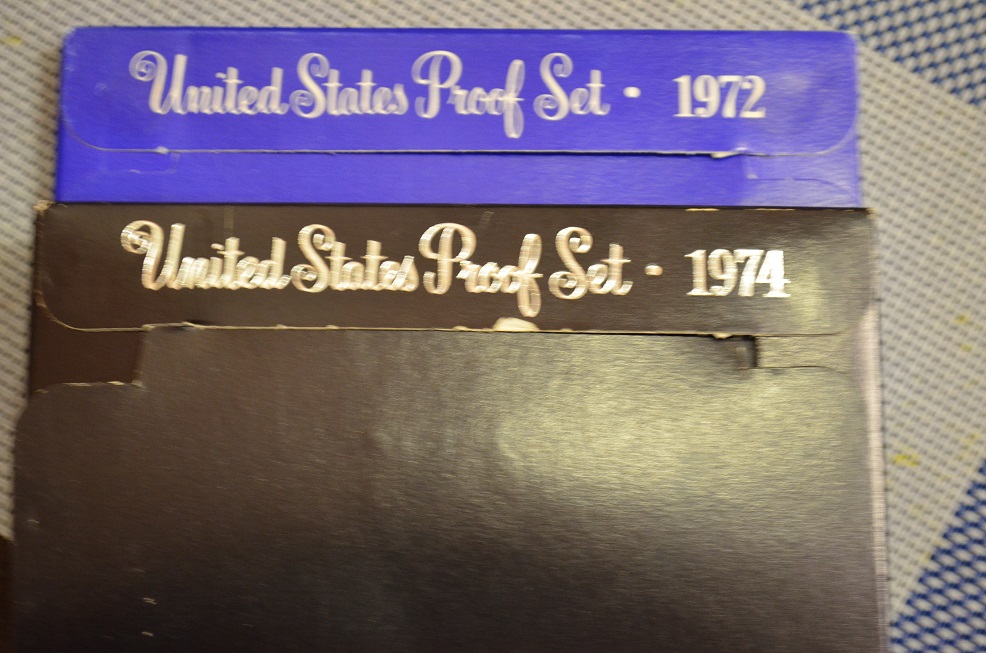 United States Proof Set · 1972
United States Proof Set · 1974